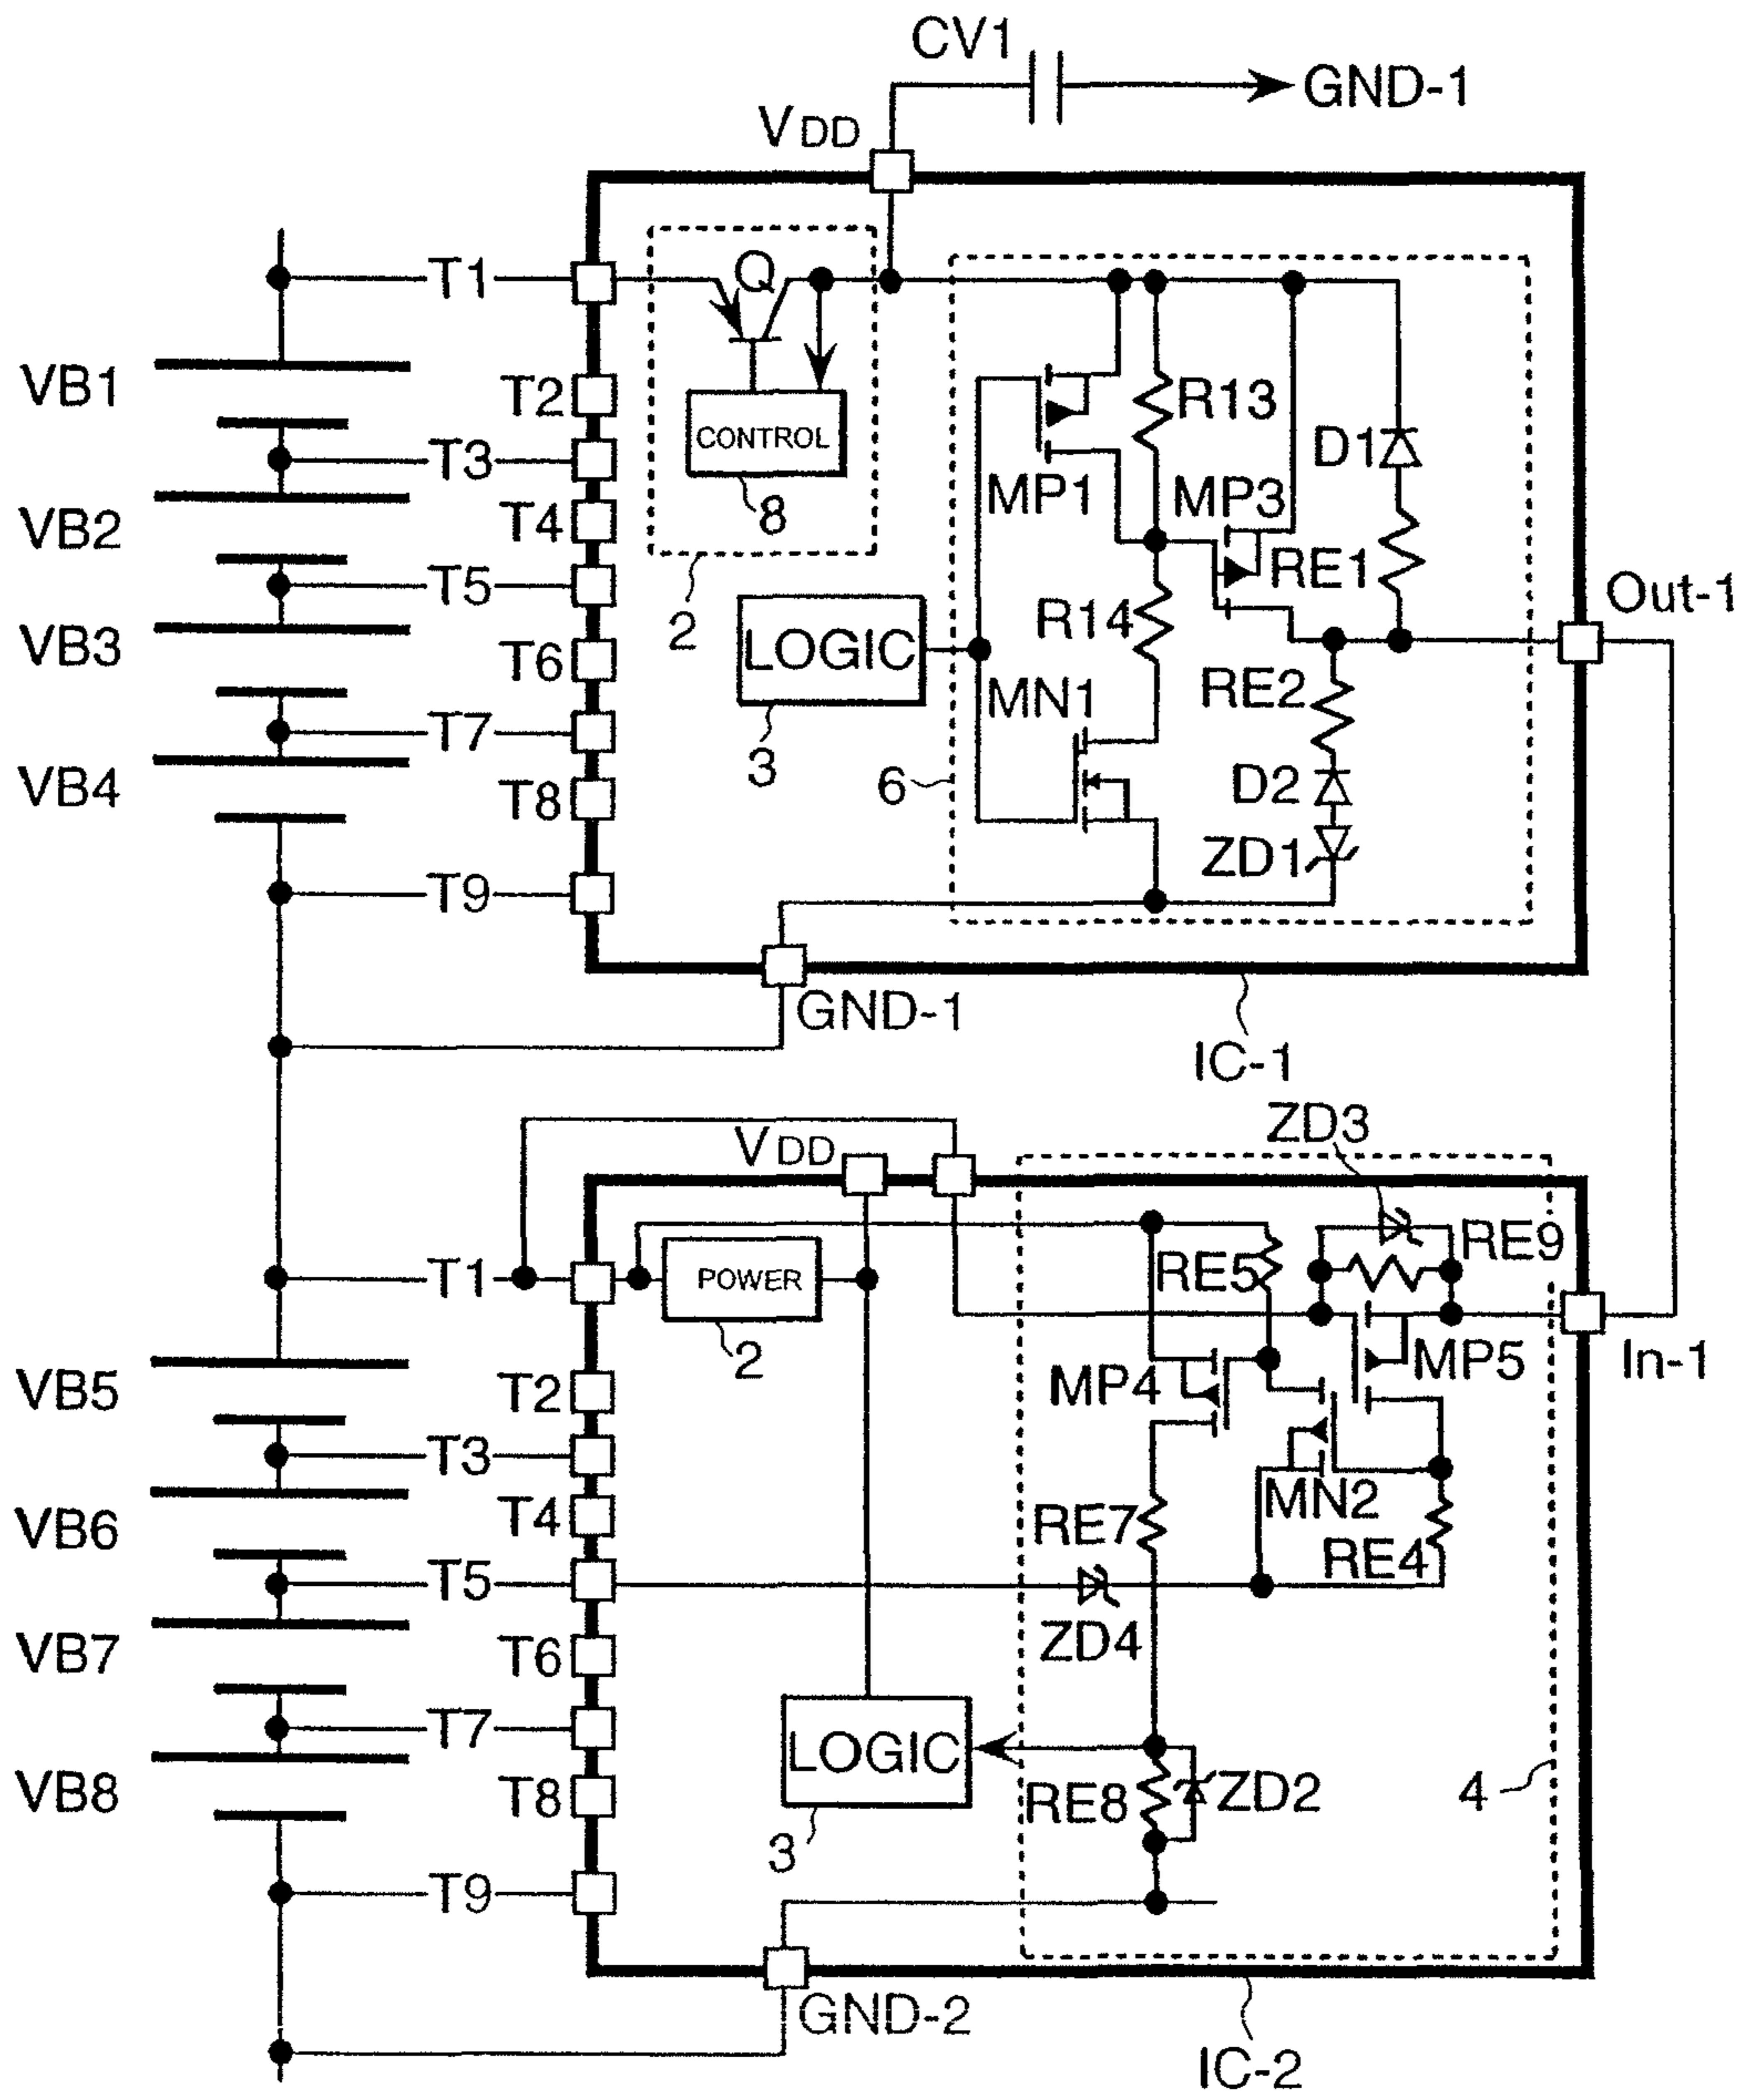 CV1
GND-1
VDD
T1
Q
R13
D1
VB1
T2
CONTROL
MP1
MP3
T3
8
VB2
T4
RE1
T5
2
R14
Out-1
VB3
T6
LOGIC
MN1
RE2
T7
3
6
D2
VB4
T8
ZD1
T9
GND-1
IC-1
ZD3
VDD
RE9
RE5
T1
POWER
2
MP5
In-1
VB5
T2
MP4
T3
MN2
VB6
T4
RE7
RE4
T5
ZD4
VB7
T6
T7
LOGIC
VB8
T8
RE8
ZD2
4
3
T9
GND-2
IC-2